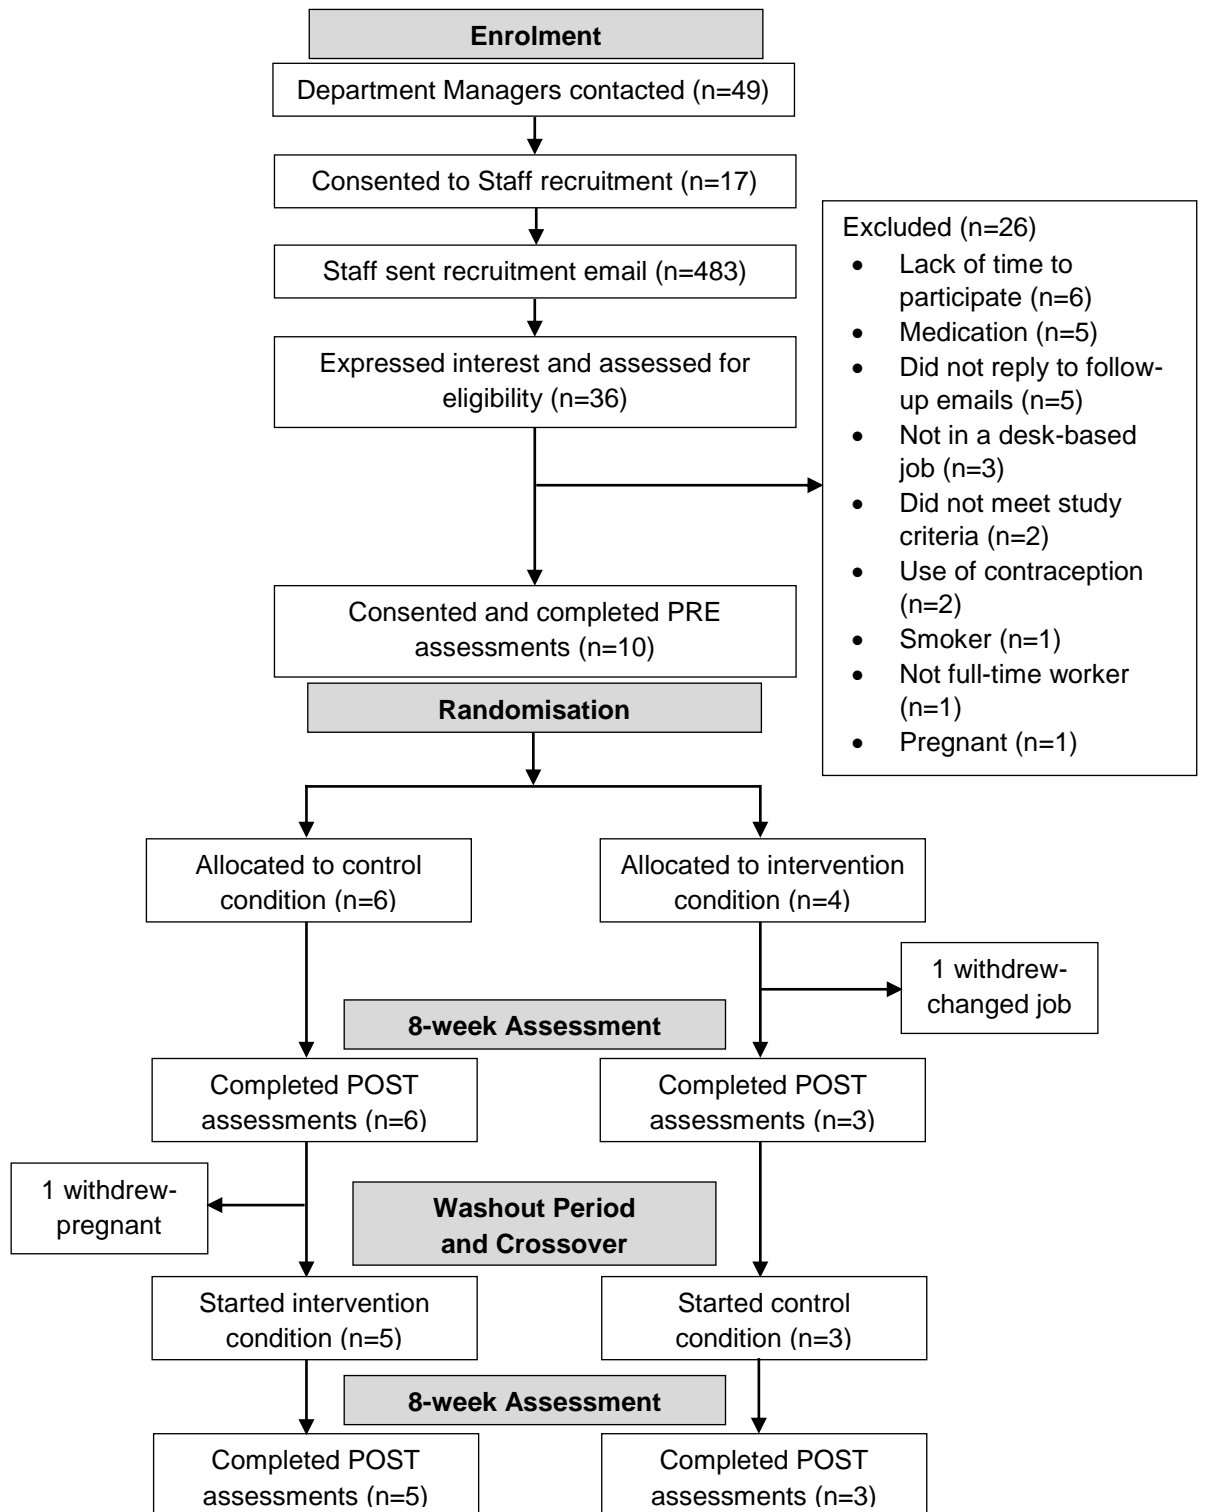 Enrolment
Department Managers contacted (n=49)
Consented to Staff recruitment (n=17)
Staff sent recruitment email (n=483)
Expressed interest and assessed for
eligibility (n=36)
Excluded (n=26)
• Lack of time to
participate (n=6)
• Medication (n=5)
• Did not reply to follow-
up emails (n=5)
• Not in a desk-based
job (n=3)
• Did not meet study
criteria (n=2)
• Use of contraception
(n=2)
• Smoker (n=1)
• Not full-time worker
(n=1)
• Pregnant (n=1)
Consented and completed PRE
assessments (n=10)
Randomisation
Allocated to control
condition (n=6)
Allocated to intervention
condition (n=4)
1 withdrew-
changed job
8-week Assessment
Completed POST
assessments (n=6)
Completed POST
assessments (n=3)
1 withdrew-
pregnant
Washout Period
and Crossover
Started intervention
condition (n=5)
Started control
condition (n=3)
8-week Assessment
Completed POST
assessments (n=5)
Completed POST
assessments (n=3)